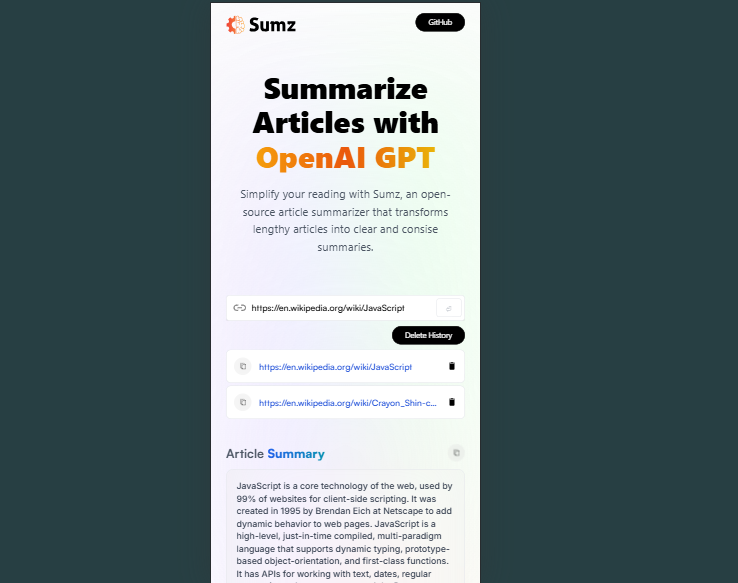 Sumz
GitHub
Summarize
Articles with
OpenAI GPT
Simplify your reading with Sumz, an open-
source article summarizer that transforms
lengthy articles into clear and consise
summaries.
https://en.wikipedia.org/wiki/JavaScript
Delete History
https://en.wikipedia.org/wiki/JavaScript
https://en.wikipedia.org/wiki/Crayon_Shin-c...
Article Summary
JavaScript is a core technology of the web, used by
99% of websites for client-side scripting. It was
created in 1995 by Brendan Eich at Netscape to add
dynamic behavior to web pages. JavaScript is a
high-level, just-in-time compiled, multi-paradigm
language that supports dynamic typing, prototype-
based object-orientation, and first-class functions.
It has APIs for working with text, dates, regular